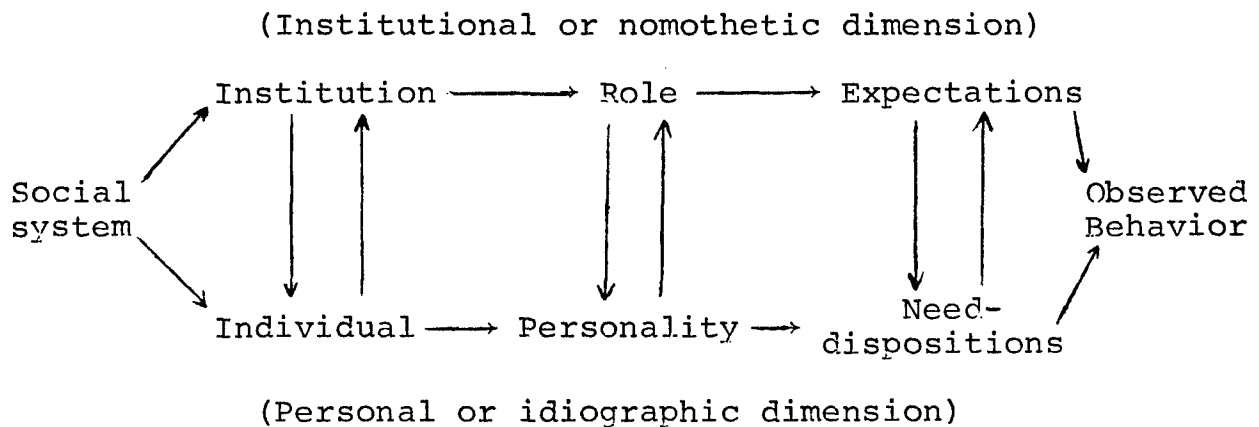 (Institutional or nomothetic dimension)
Institution Role Expectations
Social
system
Observed
Behavior
Individual Personality Need-
dispositions
(Personal or idiographic dimension)